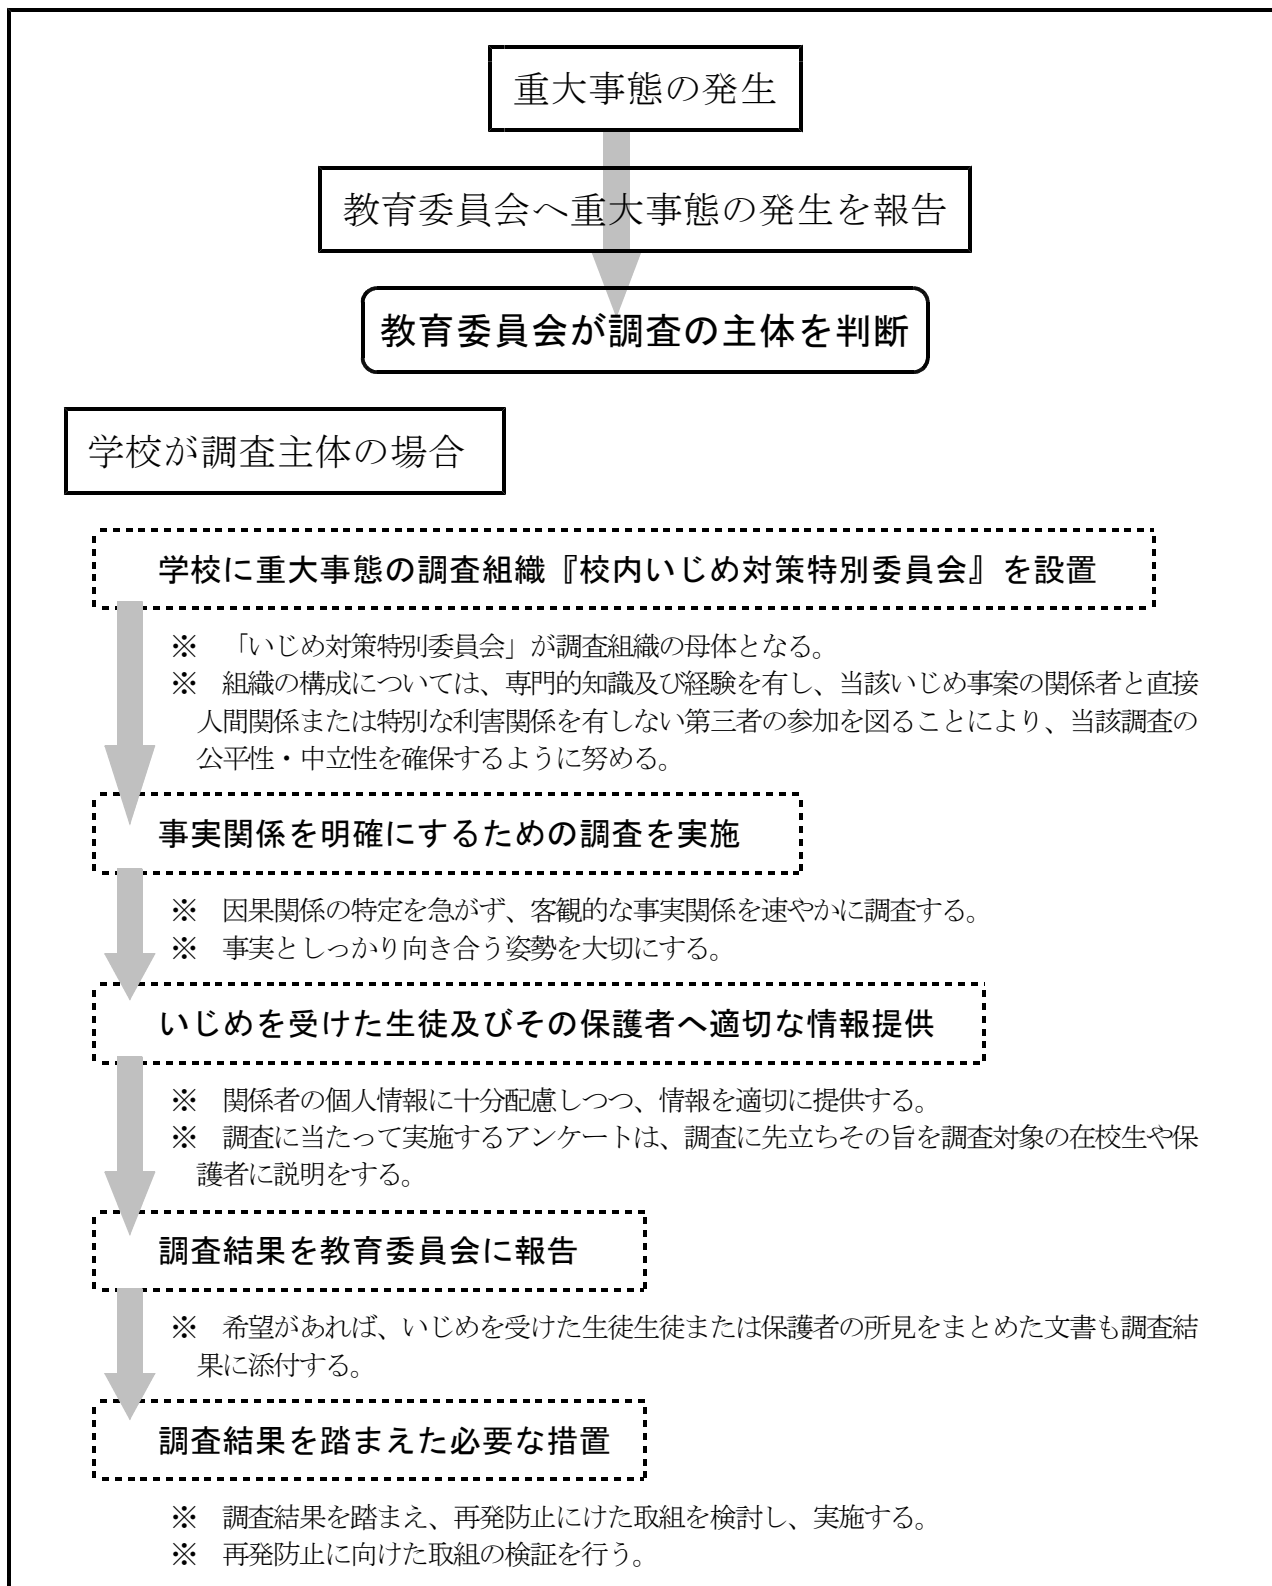 重大事態の発生
教育委員会へ重大事態の発生を報告
教育委員会が調査の主体を判断
学校が調査主体の場合
学校に重大事態の調査組織『校内いじめ対策特別委員会』を設置
※　「いじめ対策特別委員会」が調査組織の母体となる。
※　組織の構成については、専門的知識及び経験を有し、当該いじめ事案の関係者と直接
人間関係または特別な利害関係を有しない第三者の参加を図ることにより、当該調査の
公平性・中立性を確保するように努める。
事実関係を明確にするための調査を実施
※　因果関係の特定を急がず、客観的な事実関係を速やかに調査する。
※　事実としっかり向き合う姿勢を大切にする。
いじめを受けた生徒及びその保護者へ適切な情報提供
※　関係者の個人情報に十分配慮しつつ、情報を適切に提供する。
※　調査に当たって実施するアンケートは、調査に先立ちその旨を調査対象の在校生や保
護者に説明をする。
調査結果を教育委員会に報告
※　希望があれば、いじめを受けた生徒生徒または保護者の所見をまとめた文書も調査結
果に添付する。
調査結果を踏まえた必要な措置
※　調査結果を踏まえ、再発防止にけた取組を検討し、実施する。
※　再発防止に向けた取組の検証を行う。